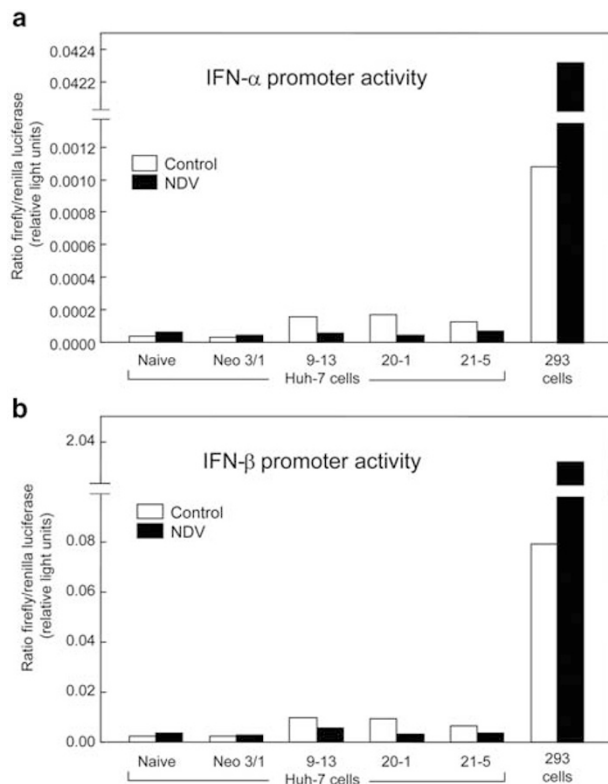 a
IFN-α promoter activity
Ratio firefly/renilla luciferase
(relative light units)
0.0424
0.0422
0.0012
0.0010
0.0008
0.0006
0.0004
0.0002
0.0000
Control
NDV
Naive Neo 3/1 9-13 20-1 21-5 293
cells
Huh-7 cells
b
IFN-β promoter activity
Ratio firefly/renilla luciferase
(relative light units)
2.04
0.08
0.06
0.04
0.02
0.00
Control
NDV
Naive Neo 3/1 9-13 20-1 21-5 293
cells
Huh-7 cells